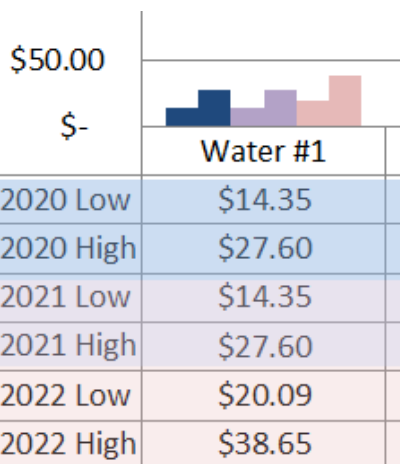 $50.00
$-
Water #1
2020 Low $14.35
2020 High $27.60
2021 Low $14.35
2021 High $27.60
2022 Low $20.09
2022 High $38.65